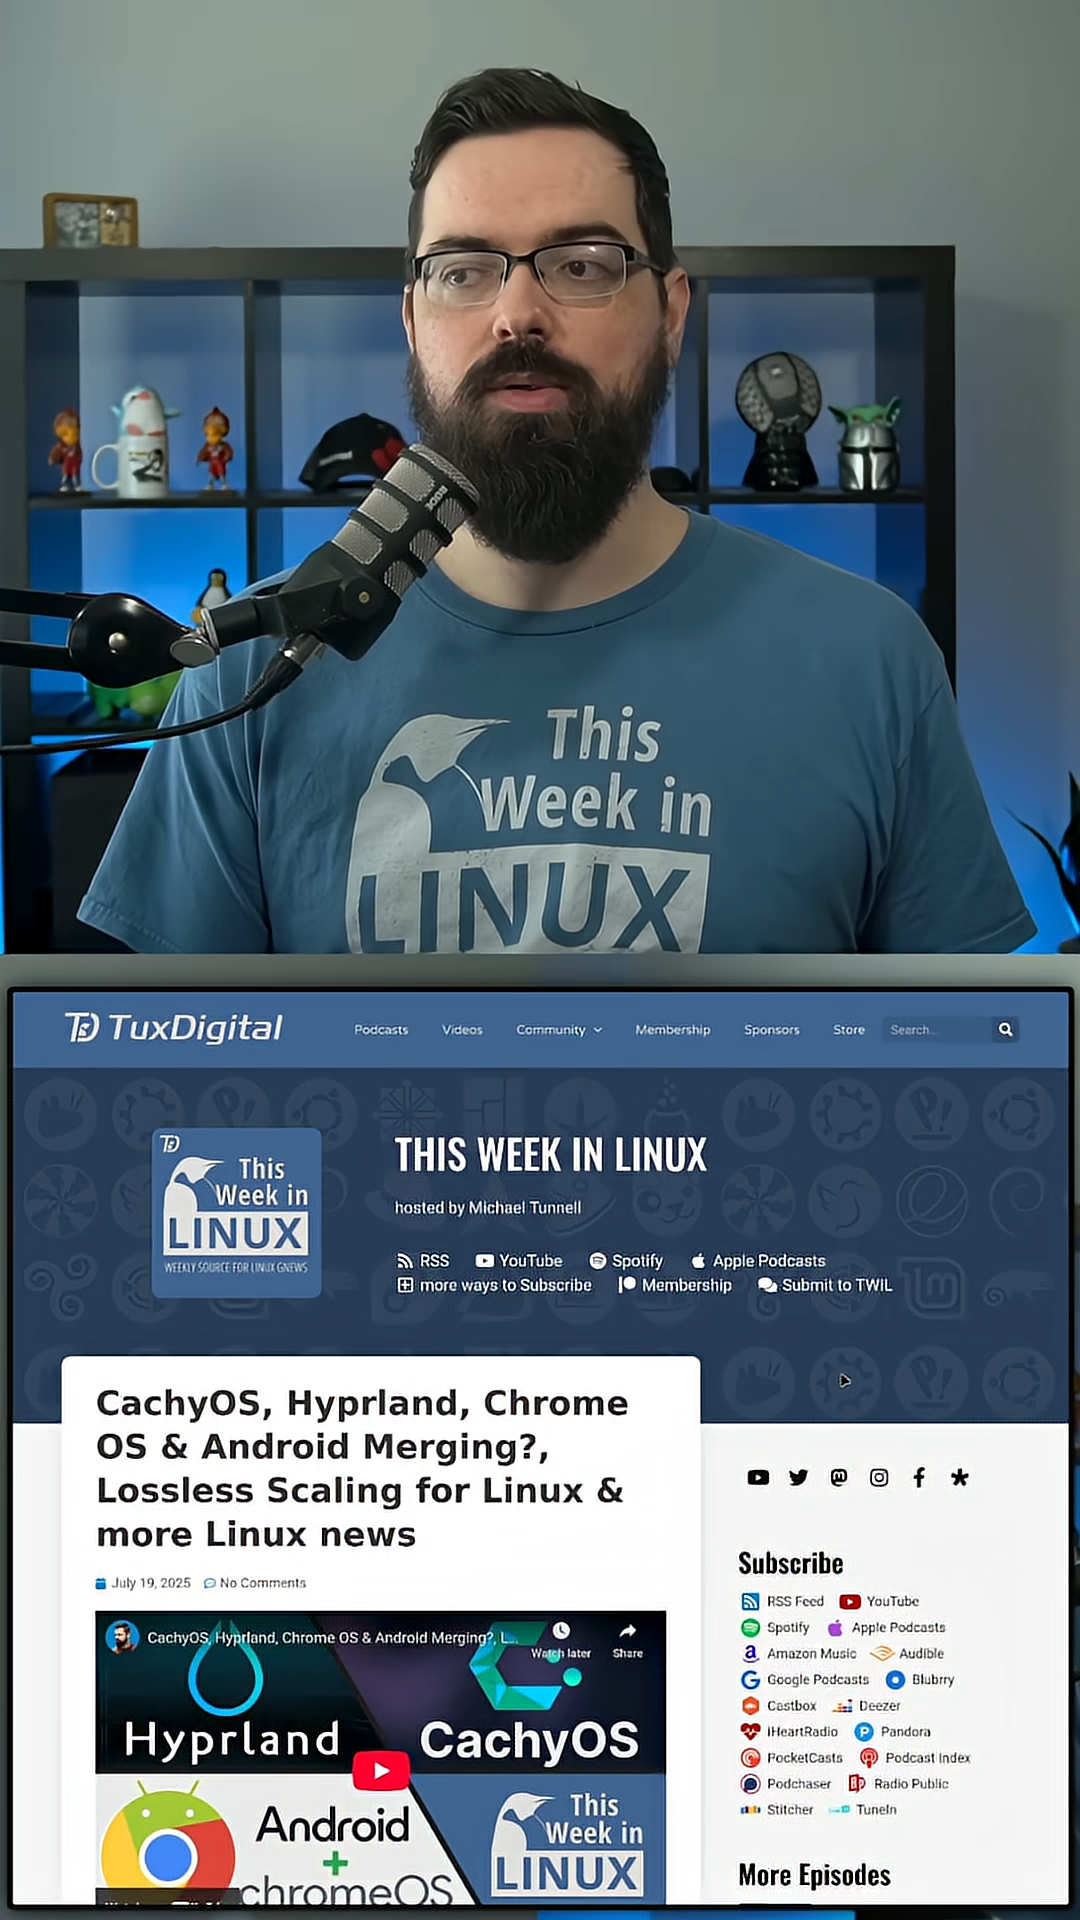 RODE
This
Week in
LINUX
TuxDigital
Podcasts Videos Community Membership Sponsors Store Search...
This
Week in
LINUX
WEEKLY SOURCE FOR LINUX GNEWS
THIS WEEK IN LINUX
hosted by Michael Tunnell
RSS YouTube Spotify Apple Podcasts
more ways to Subscribe Membership Submit to TWIL
CachyOS, Hyprland, Chrome
OS & Android Merging?,
Lossless Scaling for Linux &
more Linux news
July 19, 2025 No Comments
CachyOS, Hyprland, Chrome OS & Android Merging?, L...
Watch later
Share
Hyprland
CachyOS
Android
+
chromeOS
This
Week in
LINUX
Subscribe
RSS Feed YouTube
Spotify Apple Podcasts
Amazon Music Audible
Google Podcasts Blubrry
Castbox Deezer
iHeartRadio Pandora
PocketCasts Podcast Index
Podchaser Radio Public
Stitcher TuneIn
More Episodes